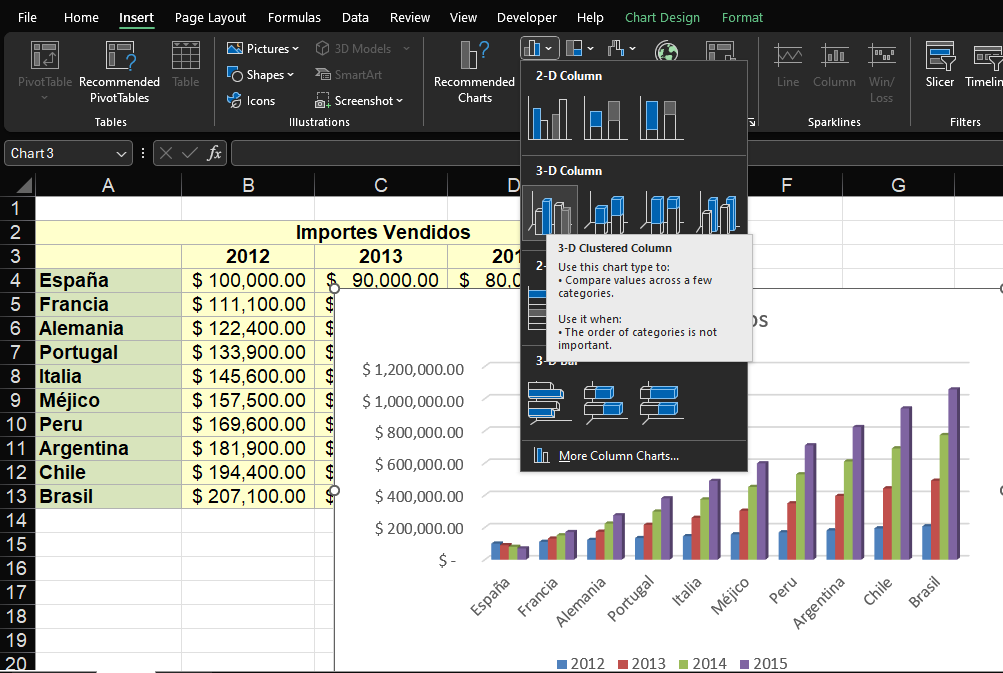 File Home Insert Page Layout Formulas Data Review View Developer Help Chart Design Format
PivotTable
Recommended
PivotTables
Table
Tables
Pictures
Shapes
Icons
3D Models
SmartArt
Screenshot
Illustrations
Recommended
Charts
Line
Column
Win/
Loss
Sparklines
Slicer
Timelin
Filters
Chart 3
fx
2-D Column
3-D Column
3-D Clustered Column
Use this chart type to:
• Compare values across a few
categories.
Use it when:
• The order of categories is not
important.
2-
3-D Bar
More Column Charts...
A B C D F G
1
2 Importes Vendidos
3 2012 2013 201
4 España $ 100,000.00 $ 90,000.00 $ 80,0
5 Francia $ 111,100.00 $
6 Alemania $ 122,400.00 $
7 Portugal $ 133,900.00 $
8 Italia $ 145,600.00 $
9 Méjico $ 157,500.00 $
10 Peru $ 169,600.00 $
11 Argentina $ 181,900.00 $
12 Chile $ 194,400.00 $
13 Brasil $ 207,100.00 $
14
15
16
17
18
19
20
os
$ 1,200,000.00
$ 1,000,000.00
$ 800,000.00
$ 600,000.00
$ 400,000.00
$ 200,000.00
$ -
España Francia Alemania Portugal Italia Méjico Peru Argentina Chile Brasil
2012 2013 2014 2015